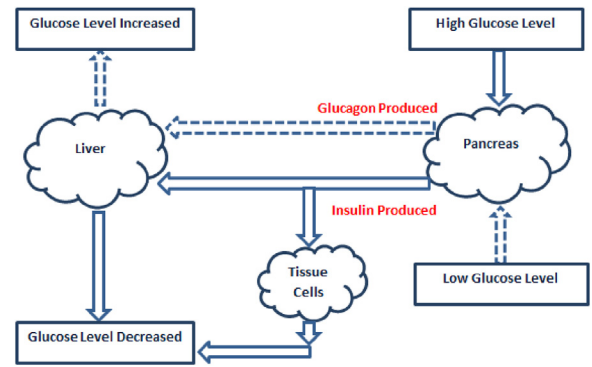 Glucose Level Increased
High Glucose Level
Glucagon Produced
Liver
Pancreas
Insulin Produced
Tissue
Cells
Low Glucose Level
Glucose Level Decreased